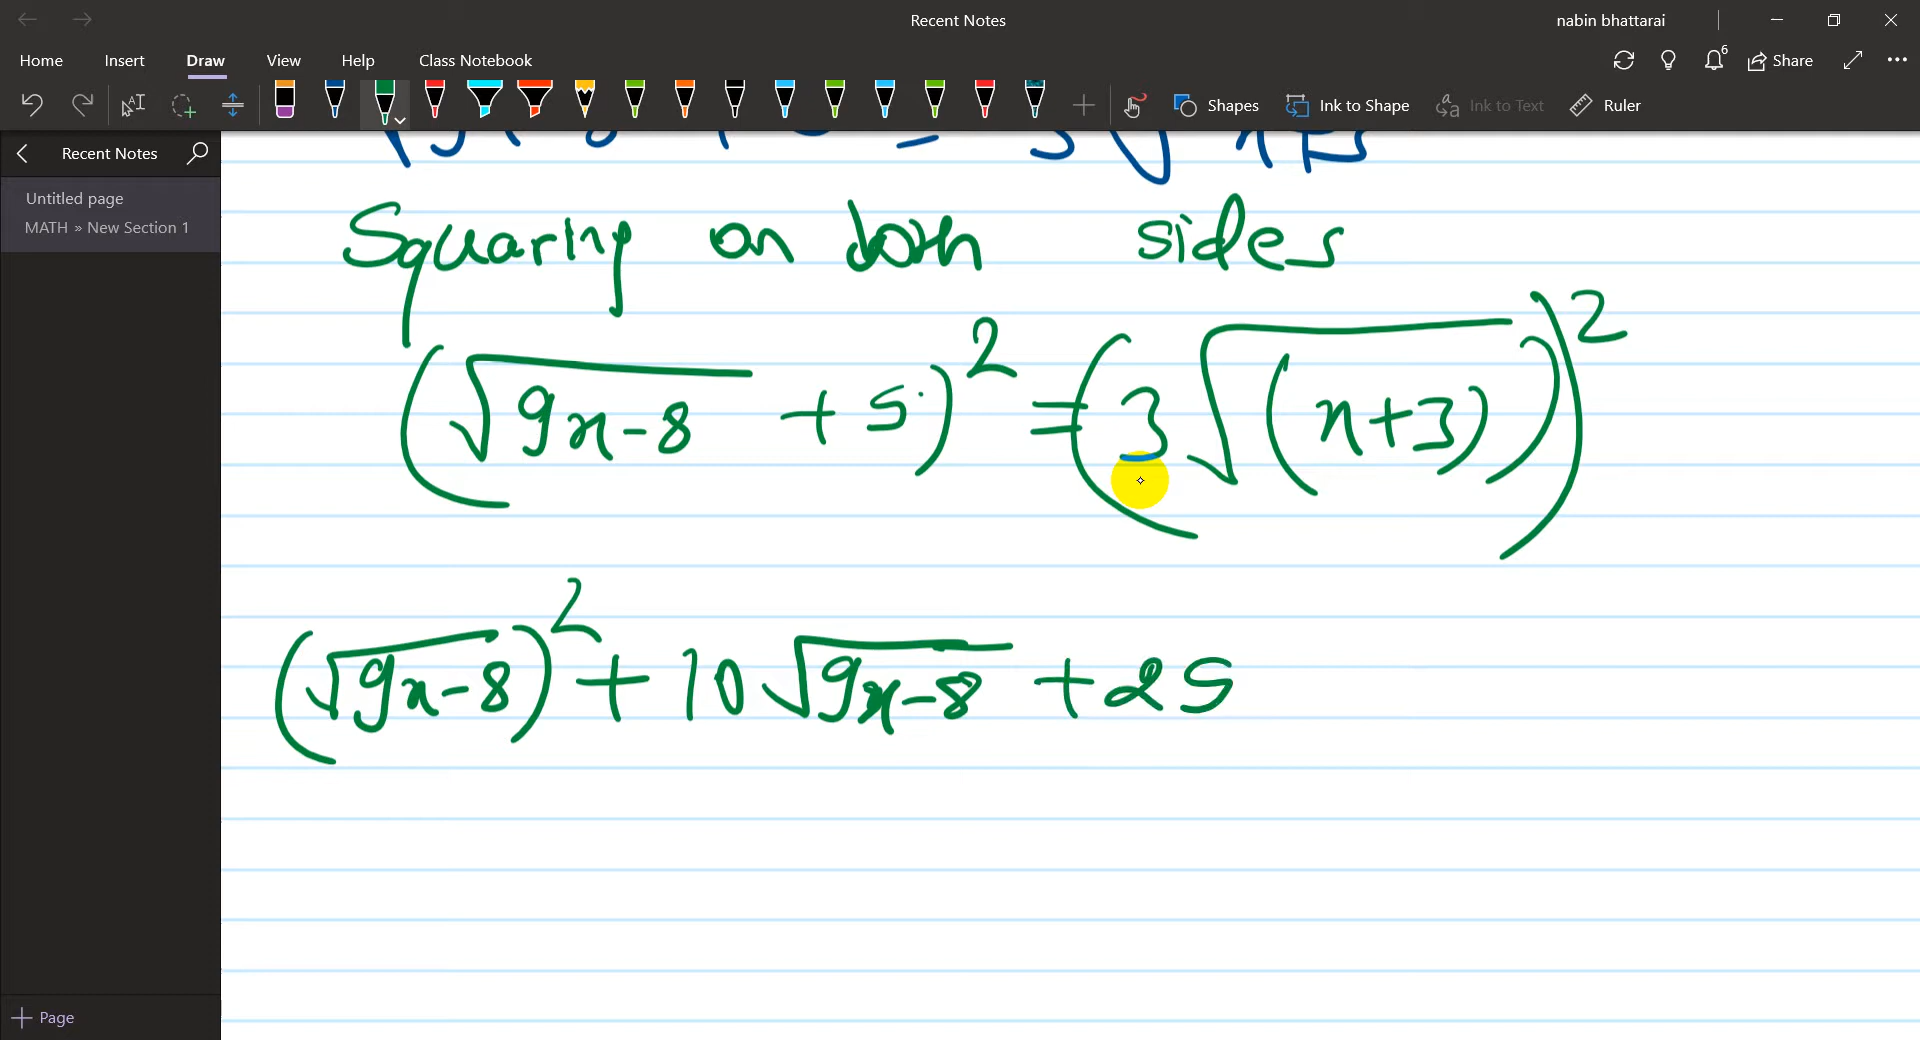 Recent Notes
nabin bhattarai
Home Insert Draw View Help Class Notebook
6
Share
Shapes
Ink to Shape
Ink to Text
Ruler
Recent Notes
Untitled page
MATH » New Section 1
Squaring on both sides
(√9x-8 + 5)² = (3√(x+3))²
(√9x-8)² + 10√9x-8 + 25
Page